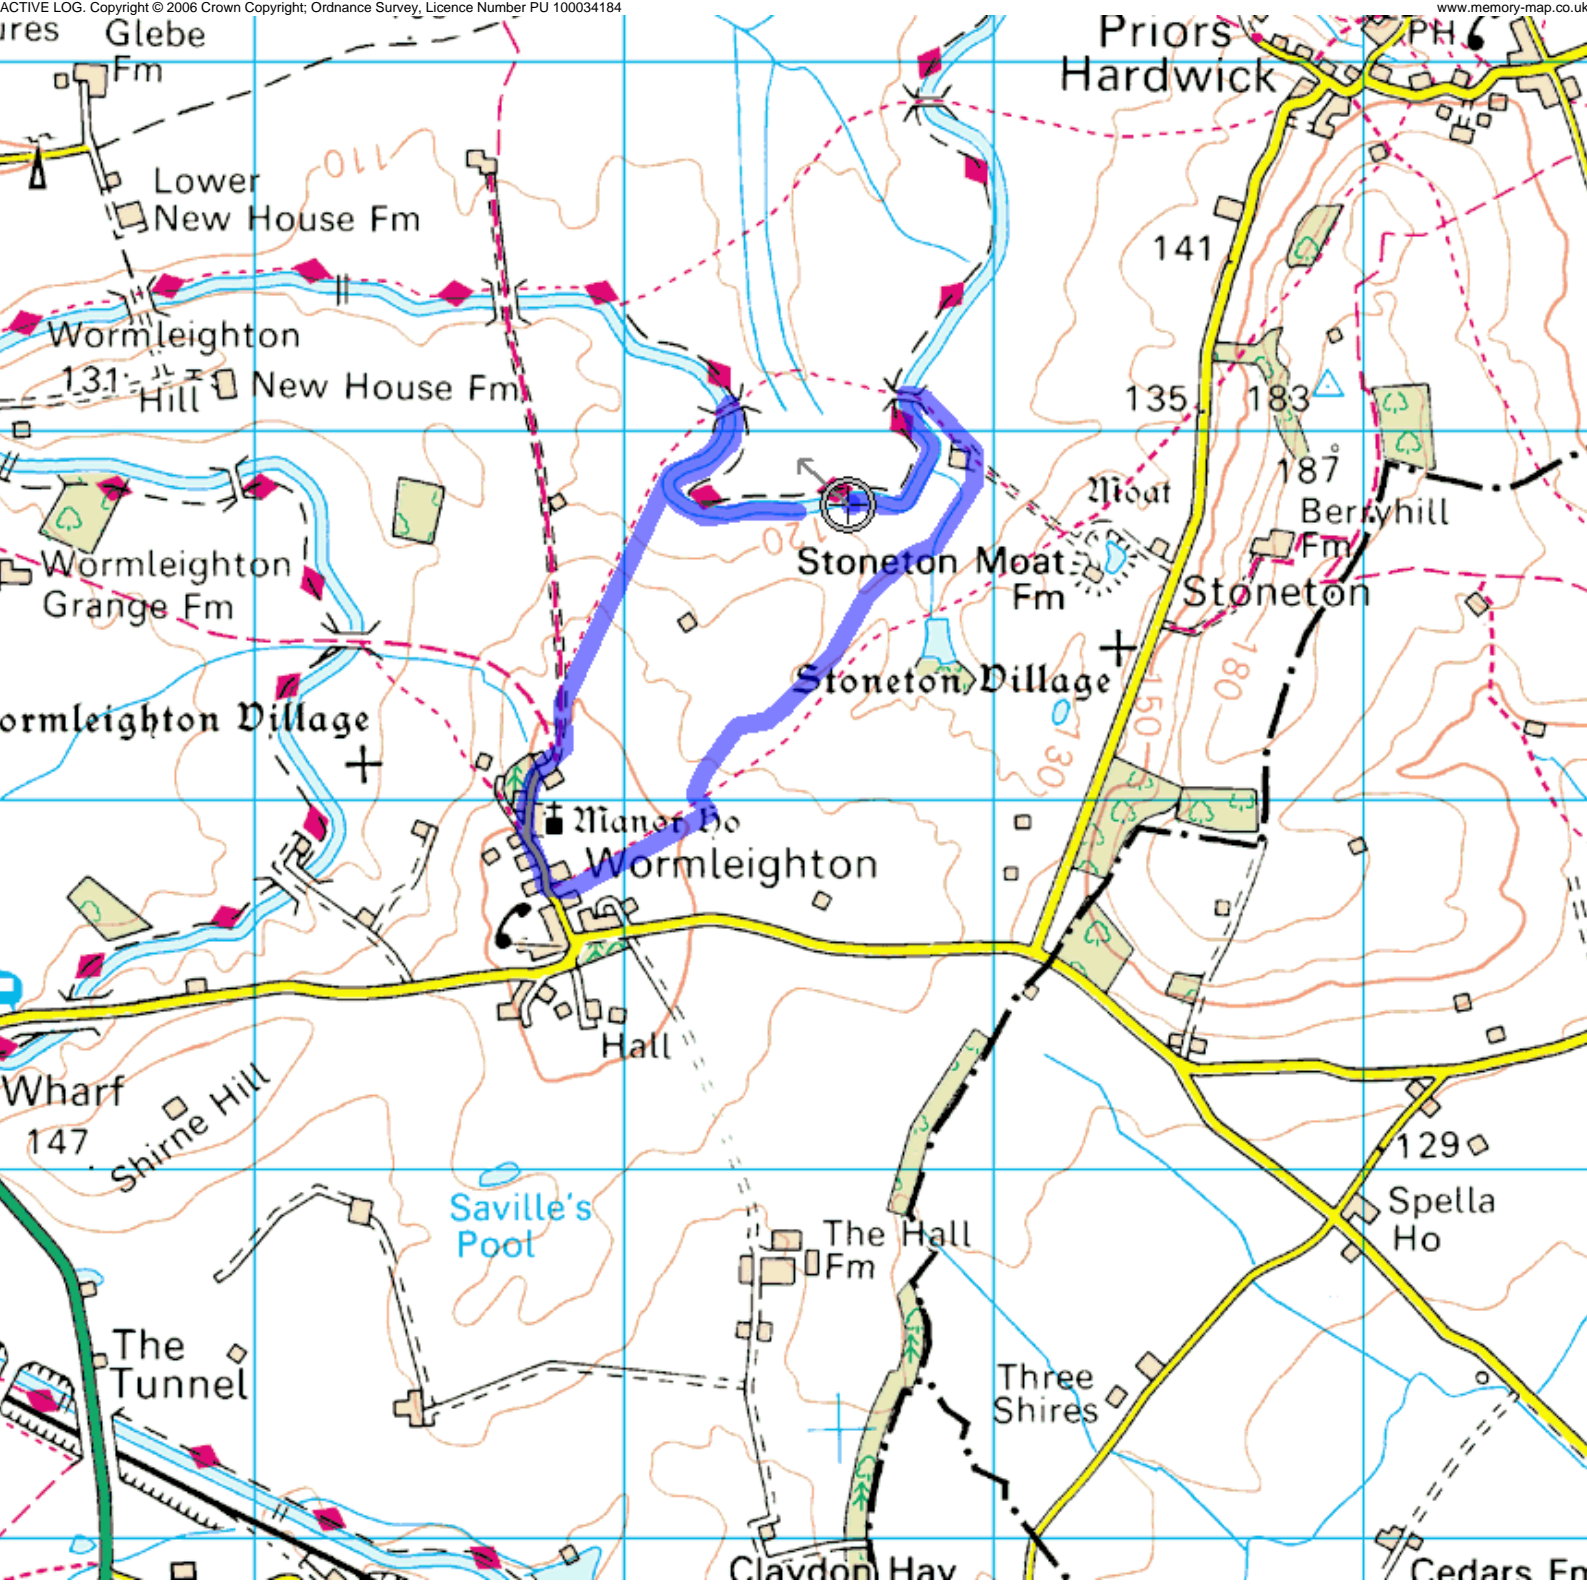 ACTIVE LOG. Copyright © 2006 Crown Copyright; Ordnance Survey, Licence Number PU 100034184
www.memory-map.co.uk
ures
Glebe
Fm
Priors
Hardwick
PH
110
Lower
New House Fm
141
Wormleighton
131
Hill
New House Fm
135
183
187
Moat
Berryhill
Fm
120
Stoneton Moat
Fm
Stoneton
Wormleighton
Grange Fm
180
Stoneton Village
150
130
ormleighton Village
Manor Ho
Wormleighton
Hall
Wharf
147
Shirne Hill
129
Saville's
Pool
Spella
Ho
The Hall
Fm
The
Tunnel
Three
Shires
Claydon Hay
Cedars Fm